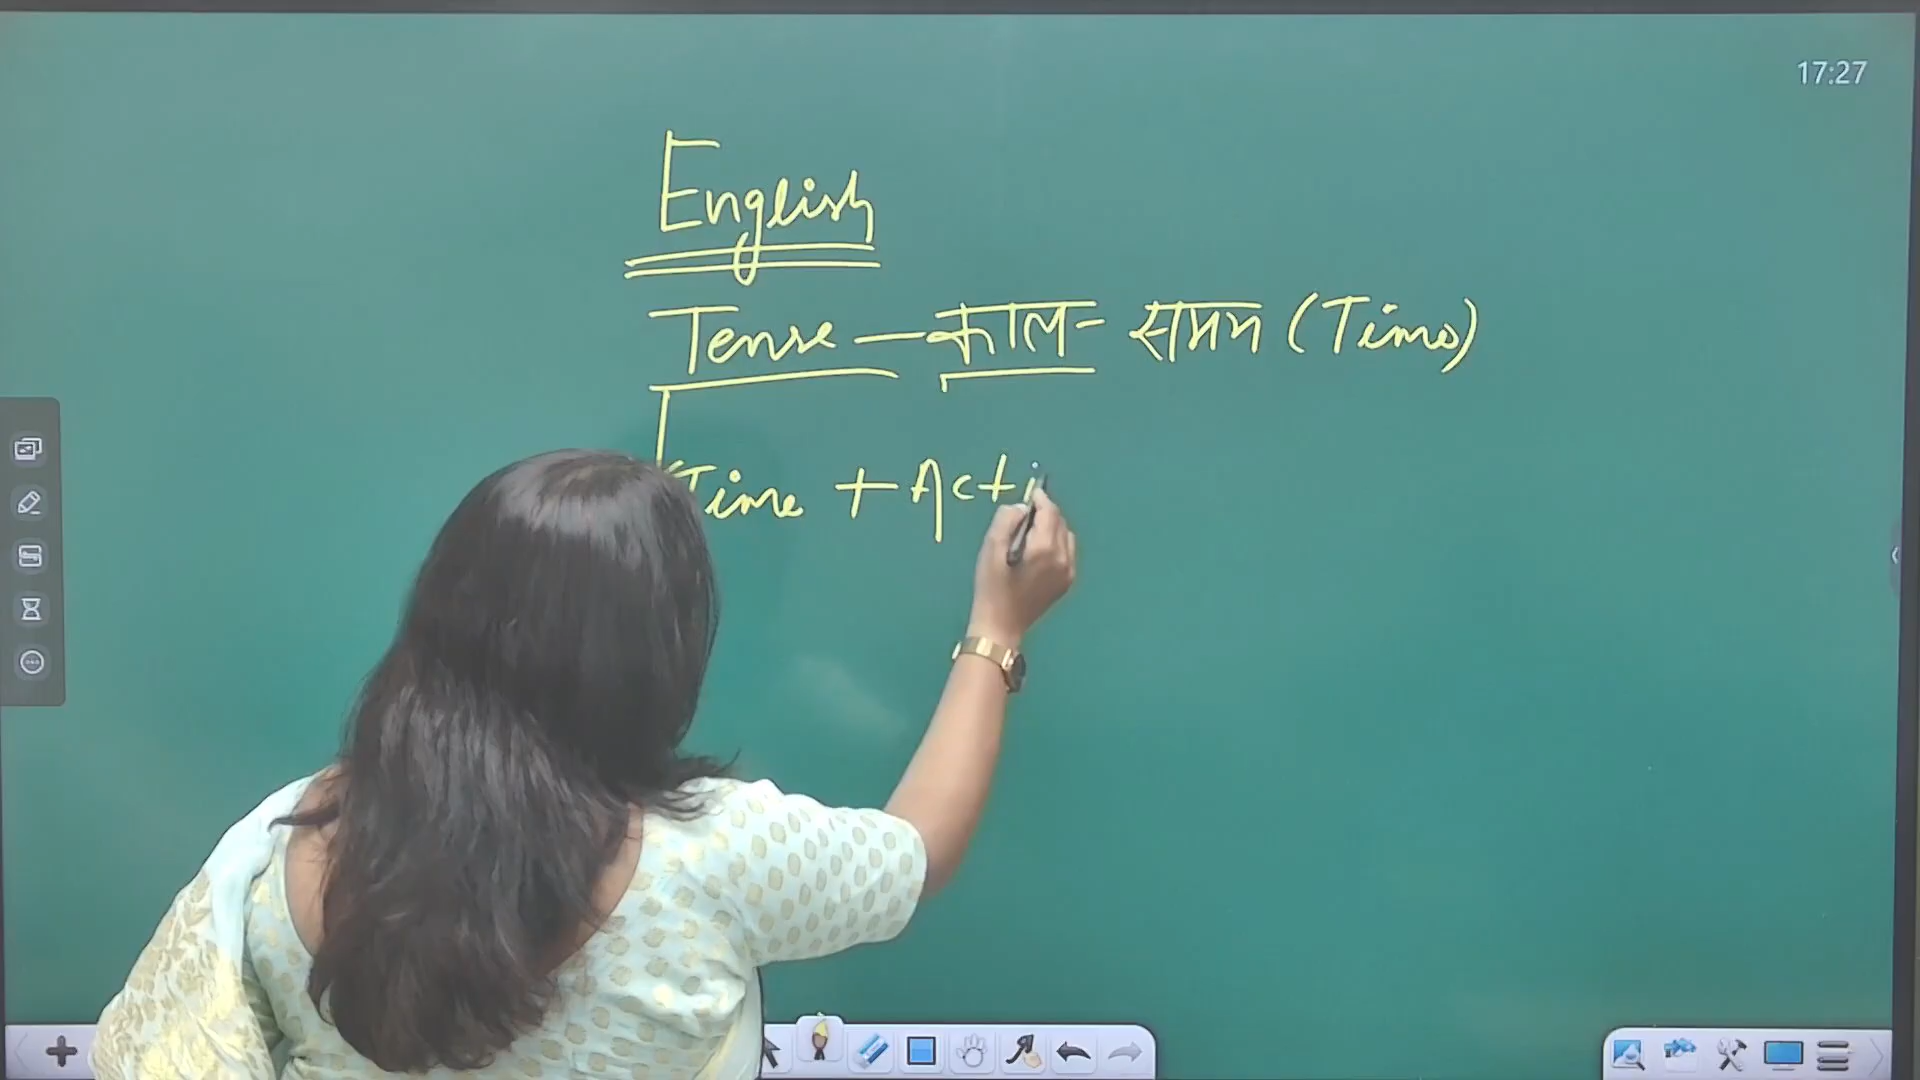 17:27
English
Tense — काल - समय (Time)
Time + Acti